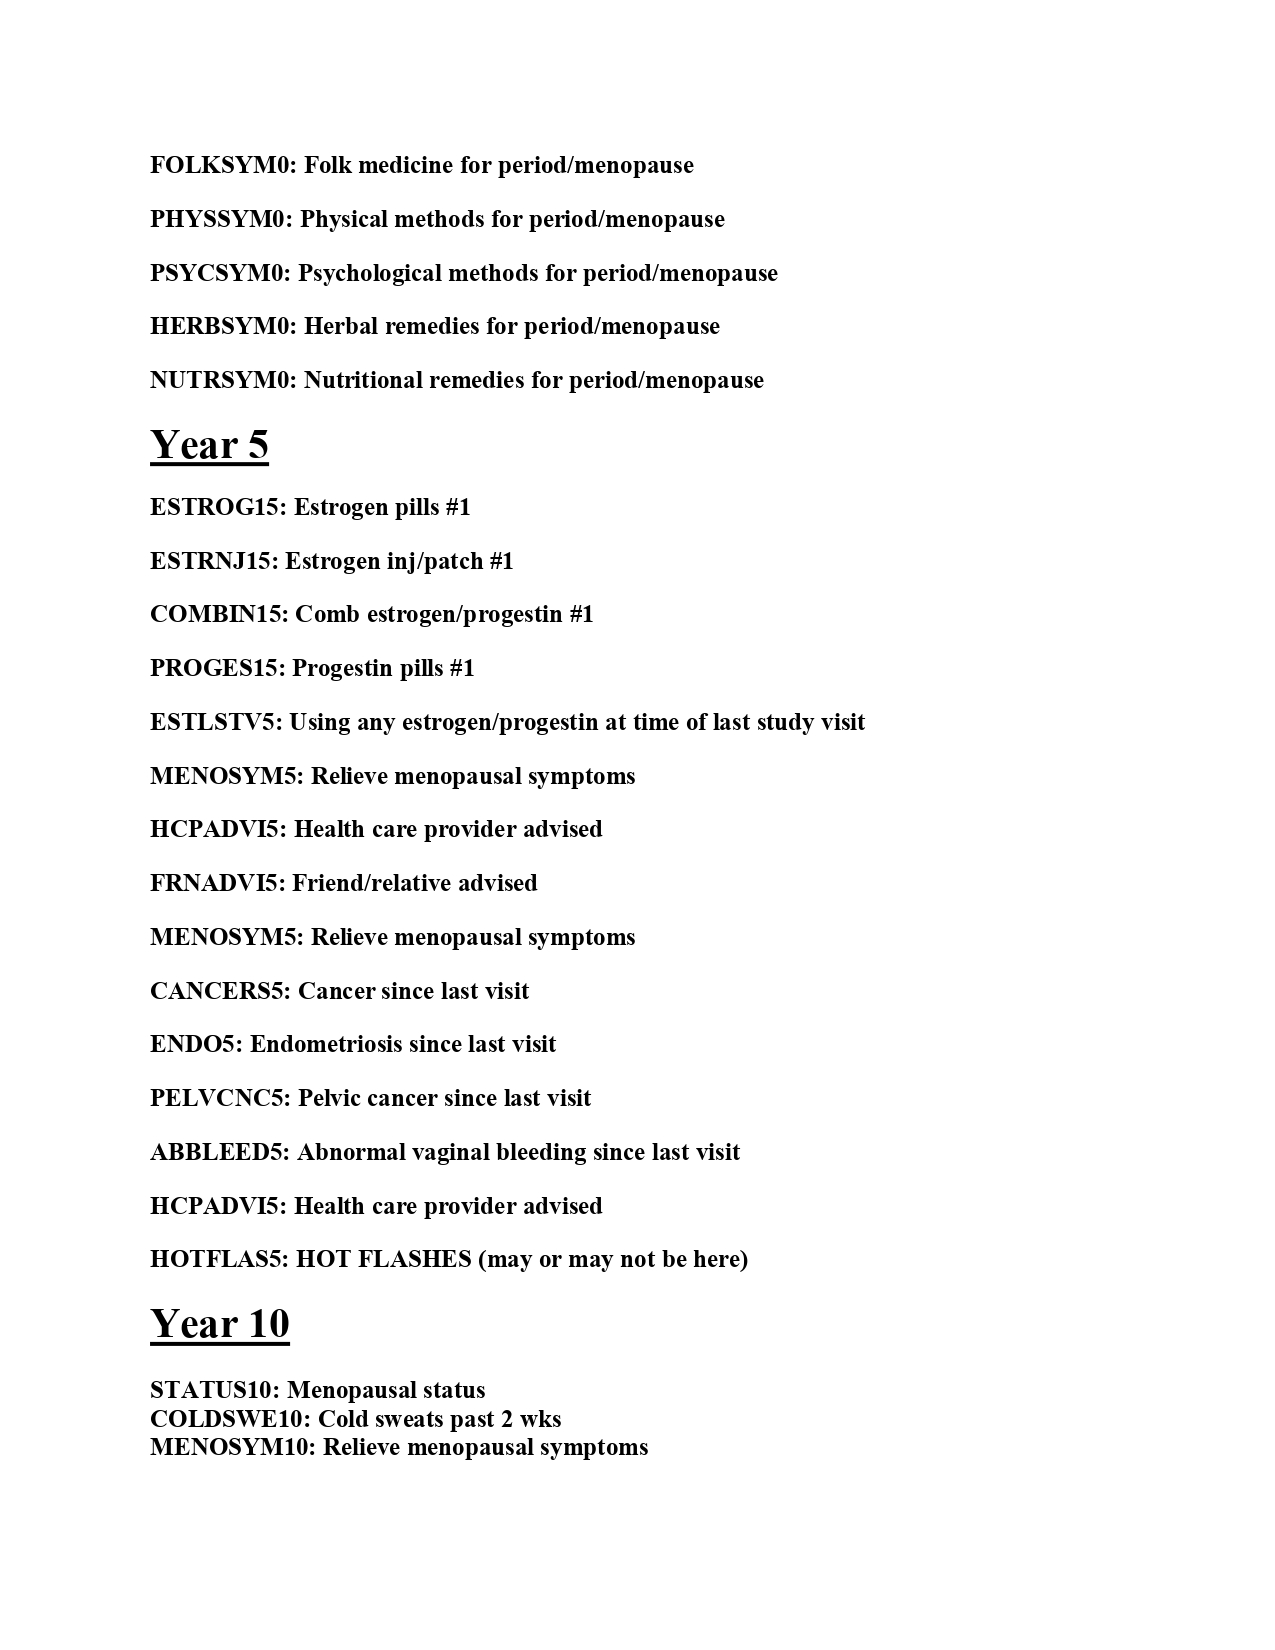 FOLKSYM0: Folk medicine for period/menopause
PHYSSYM0: Physical methods for period/menopause
PSYCSYM0: Psychological methods for period/menopause
HERBSYM0: Herbal remedies for period/menopause
NUTRSYM0: Nutritional remedies for period/menopause
Year 5
ESTROG15: Estrogen pills #1
ESTRNJ15: Estrogen inj/patch #1
COMBIN15: Comb estrogen/progestin #1
PROGES15: Progestin pills #1
ESTLSTV5: Using any estrogen/progestin at time of last study visit
MENOSYM5: Relieve menopausal symptoms
HCPADVI5: Health care provider advised
FRNADVI5: Friend/relative advised
MENOSYM5: Relieve menopausal symptoms
CANCERS5: Cancer since last visit
ENDO5: Endometriosis since last visit
PELVCNC5: Pelvic cancer since last visit
ABBLEED5: Abnormal vaginal bleeding since last visit
HCPADVI5: Health care provider advised
HOTFLAS5: HOT FLASHES (may or may not be here)
Year 10
STATUS10: Menopausal status
COLDSWE10: Cold sweats past 2 wks
MENOSYM10: Relieve menopausal symptoms